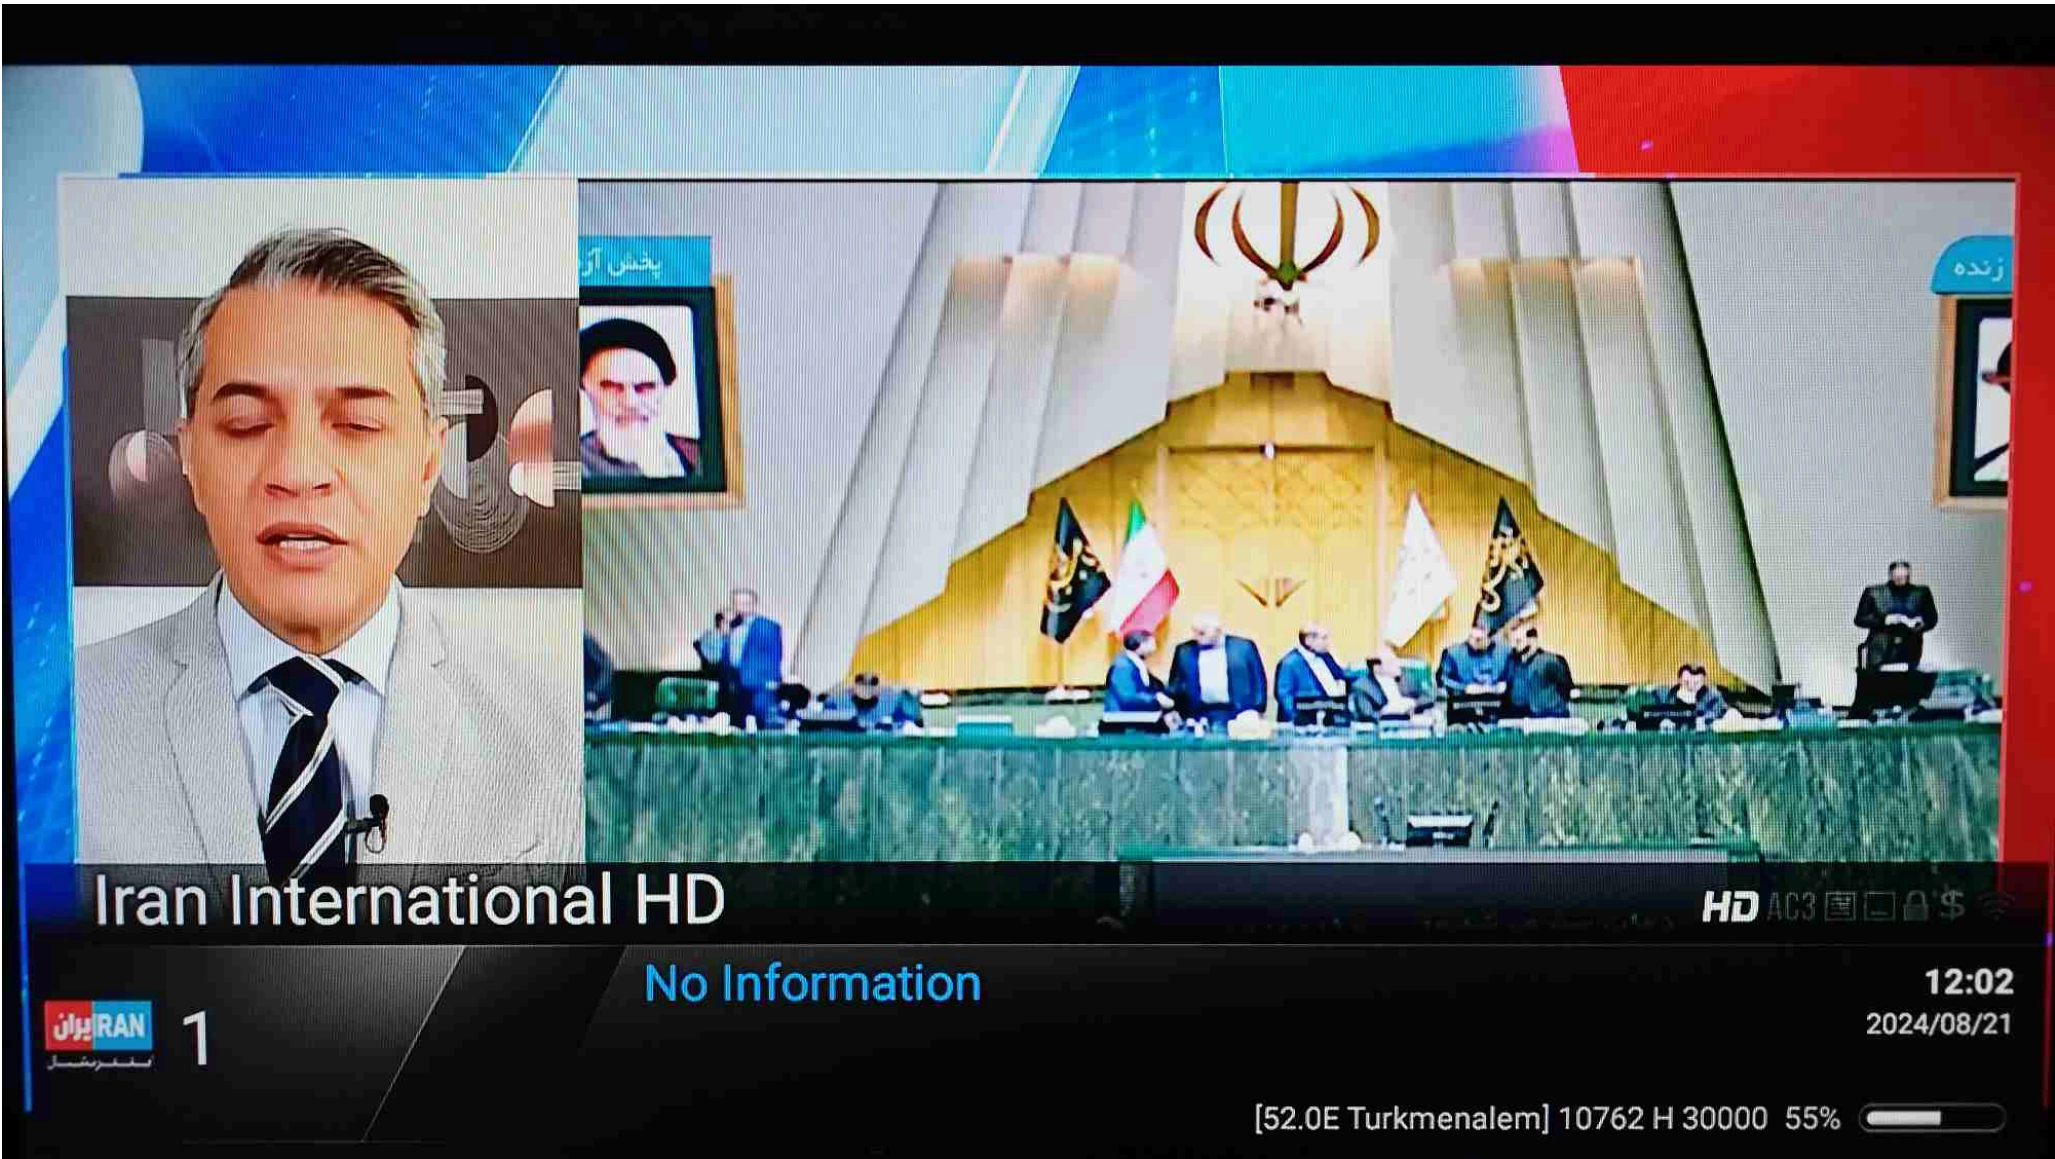 پخش آز
زنده
Iran International HD
HD AC3 $
No Information
12:02
2024/08/21
ایران IRAN
اینترنشنال
1
[52.0E Turkmenalem] 10762 H 30000 55%